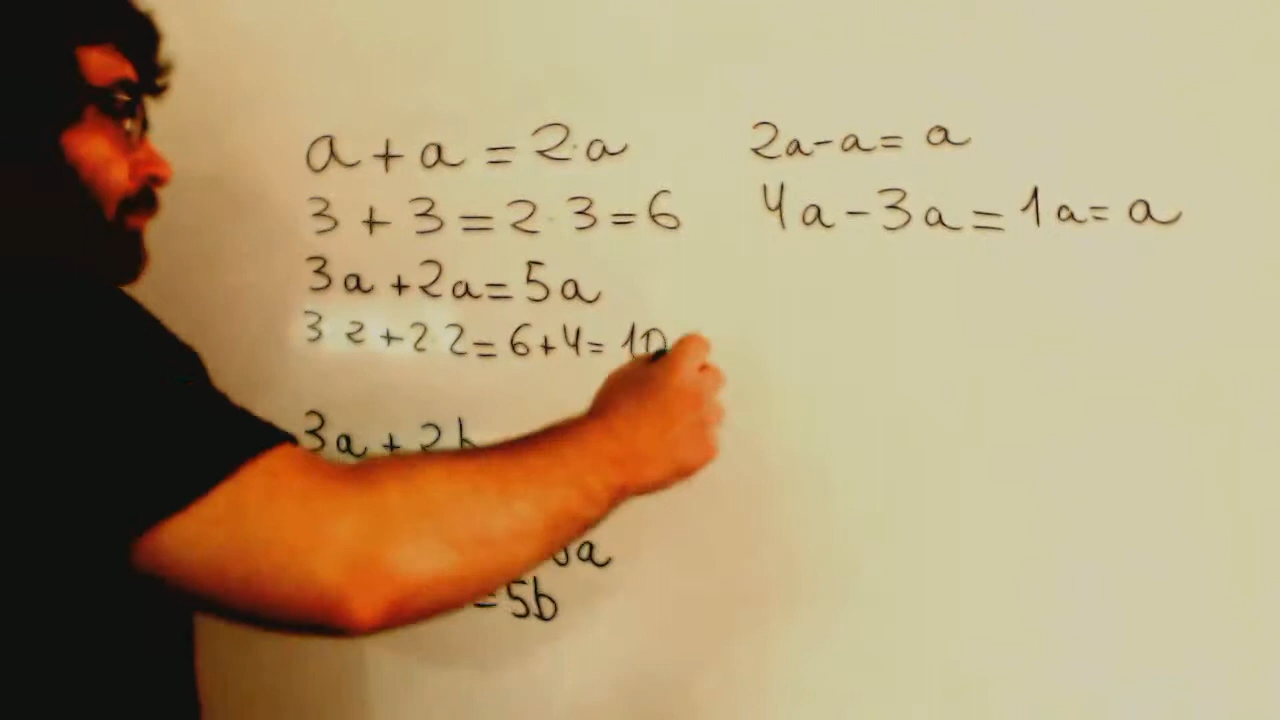 a + a = 2·a
3 + 3 = 2·3 = 6
3a + 2a = 5a
3·2 + 2·2 = 6 + 4 = 10
3a + 2b
a
= 5b
2a - a = a
4a - 3a = 1a = a